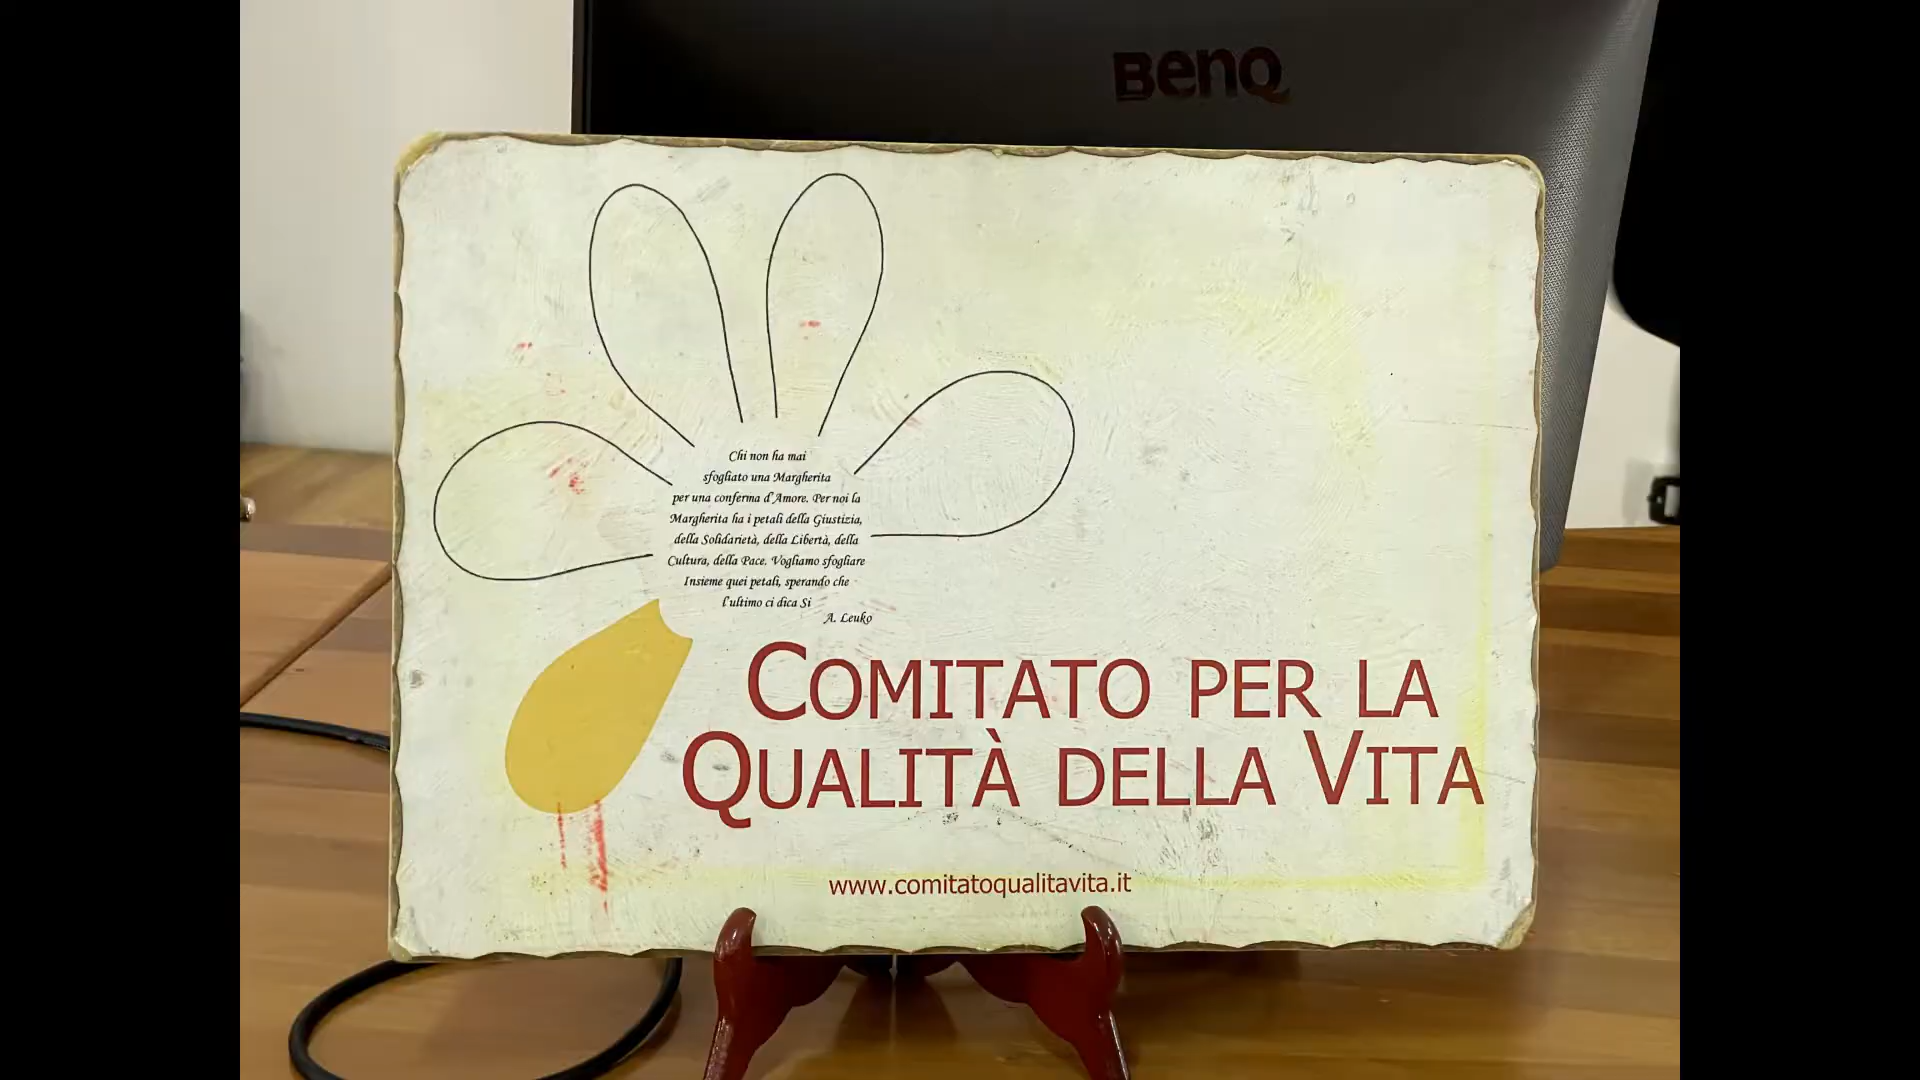 BenQ
Chi non ha mai
sfogliato una Margherita
per una conferma d'Amore. Per noi la
Margherita ha i petali della Giustizia,
della Solidarietà, della Libertà, della
Cultura, della Pace. Vogliamo sfogliare
Insieme quei petali, sperando che
l'ultimo ci dica Si
A. Leuko
COMITATO PER LA
QUALITÀ DELLA VITA
www.comitatoqualitavita.it